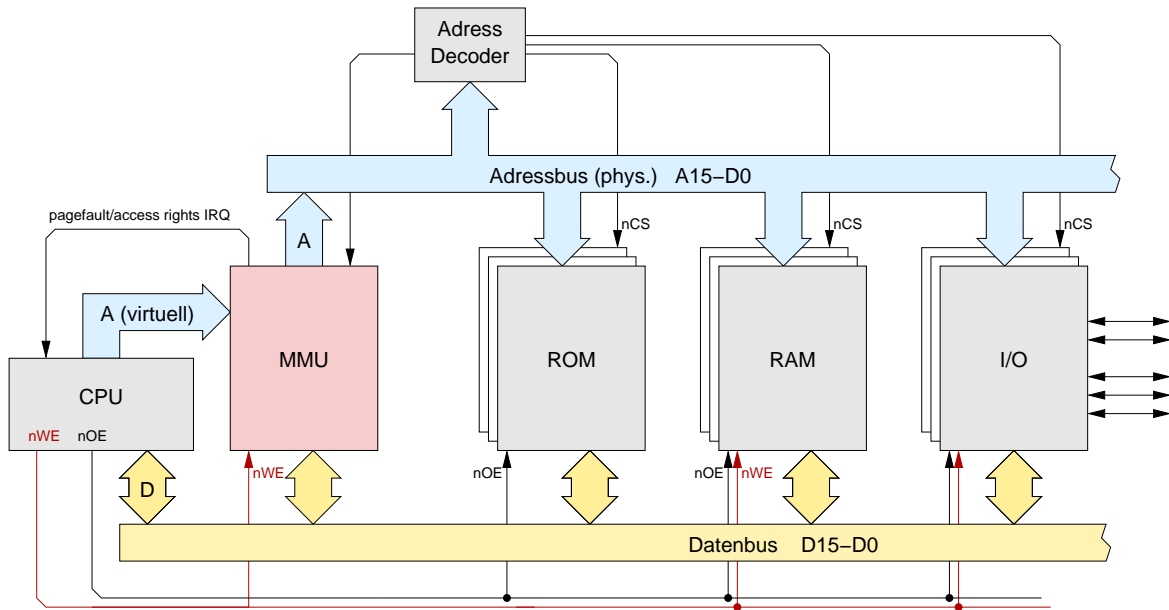 Adress
Decoder
Adressbus (phys.) A15−D0
pagefault/access rights IRQ
A
nCS
nCS
nCS
A (virtuell)
MMU
ROM
RAM
I/O
CPU
nWE
nOE
nWE
nOE
nOE
nWE
D
Datenbus D15−D0